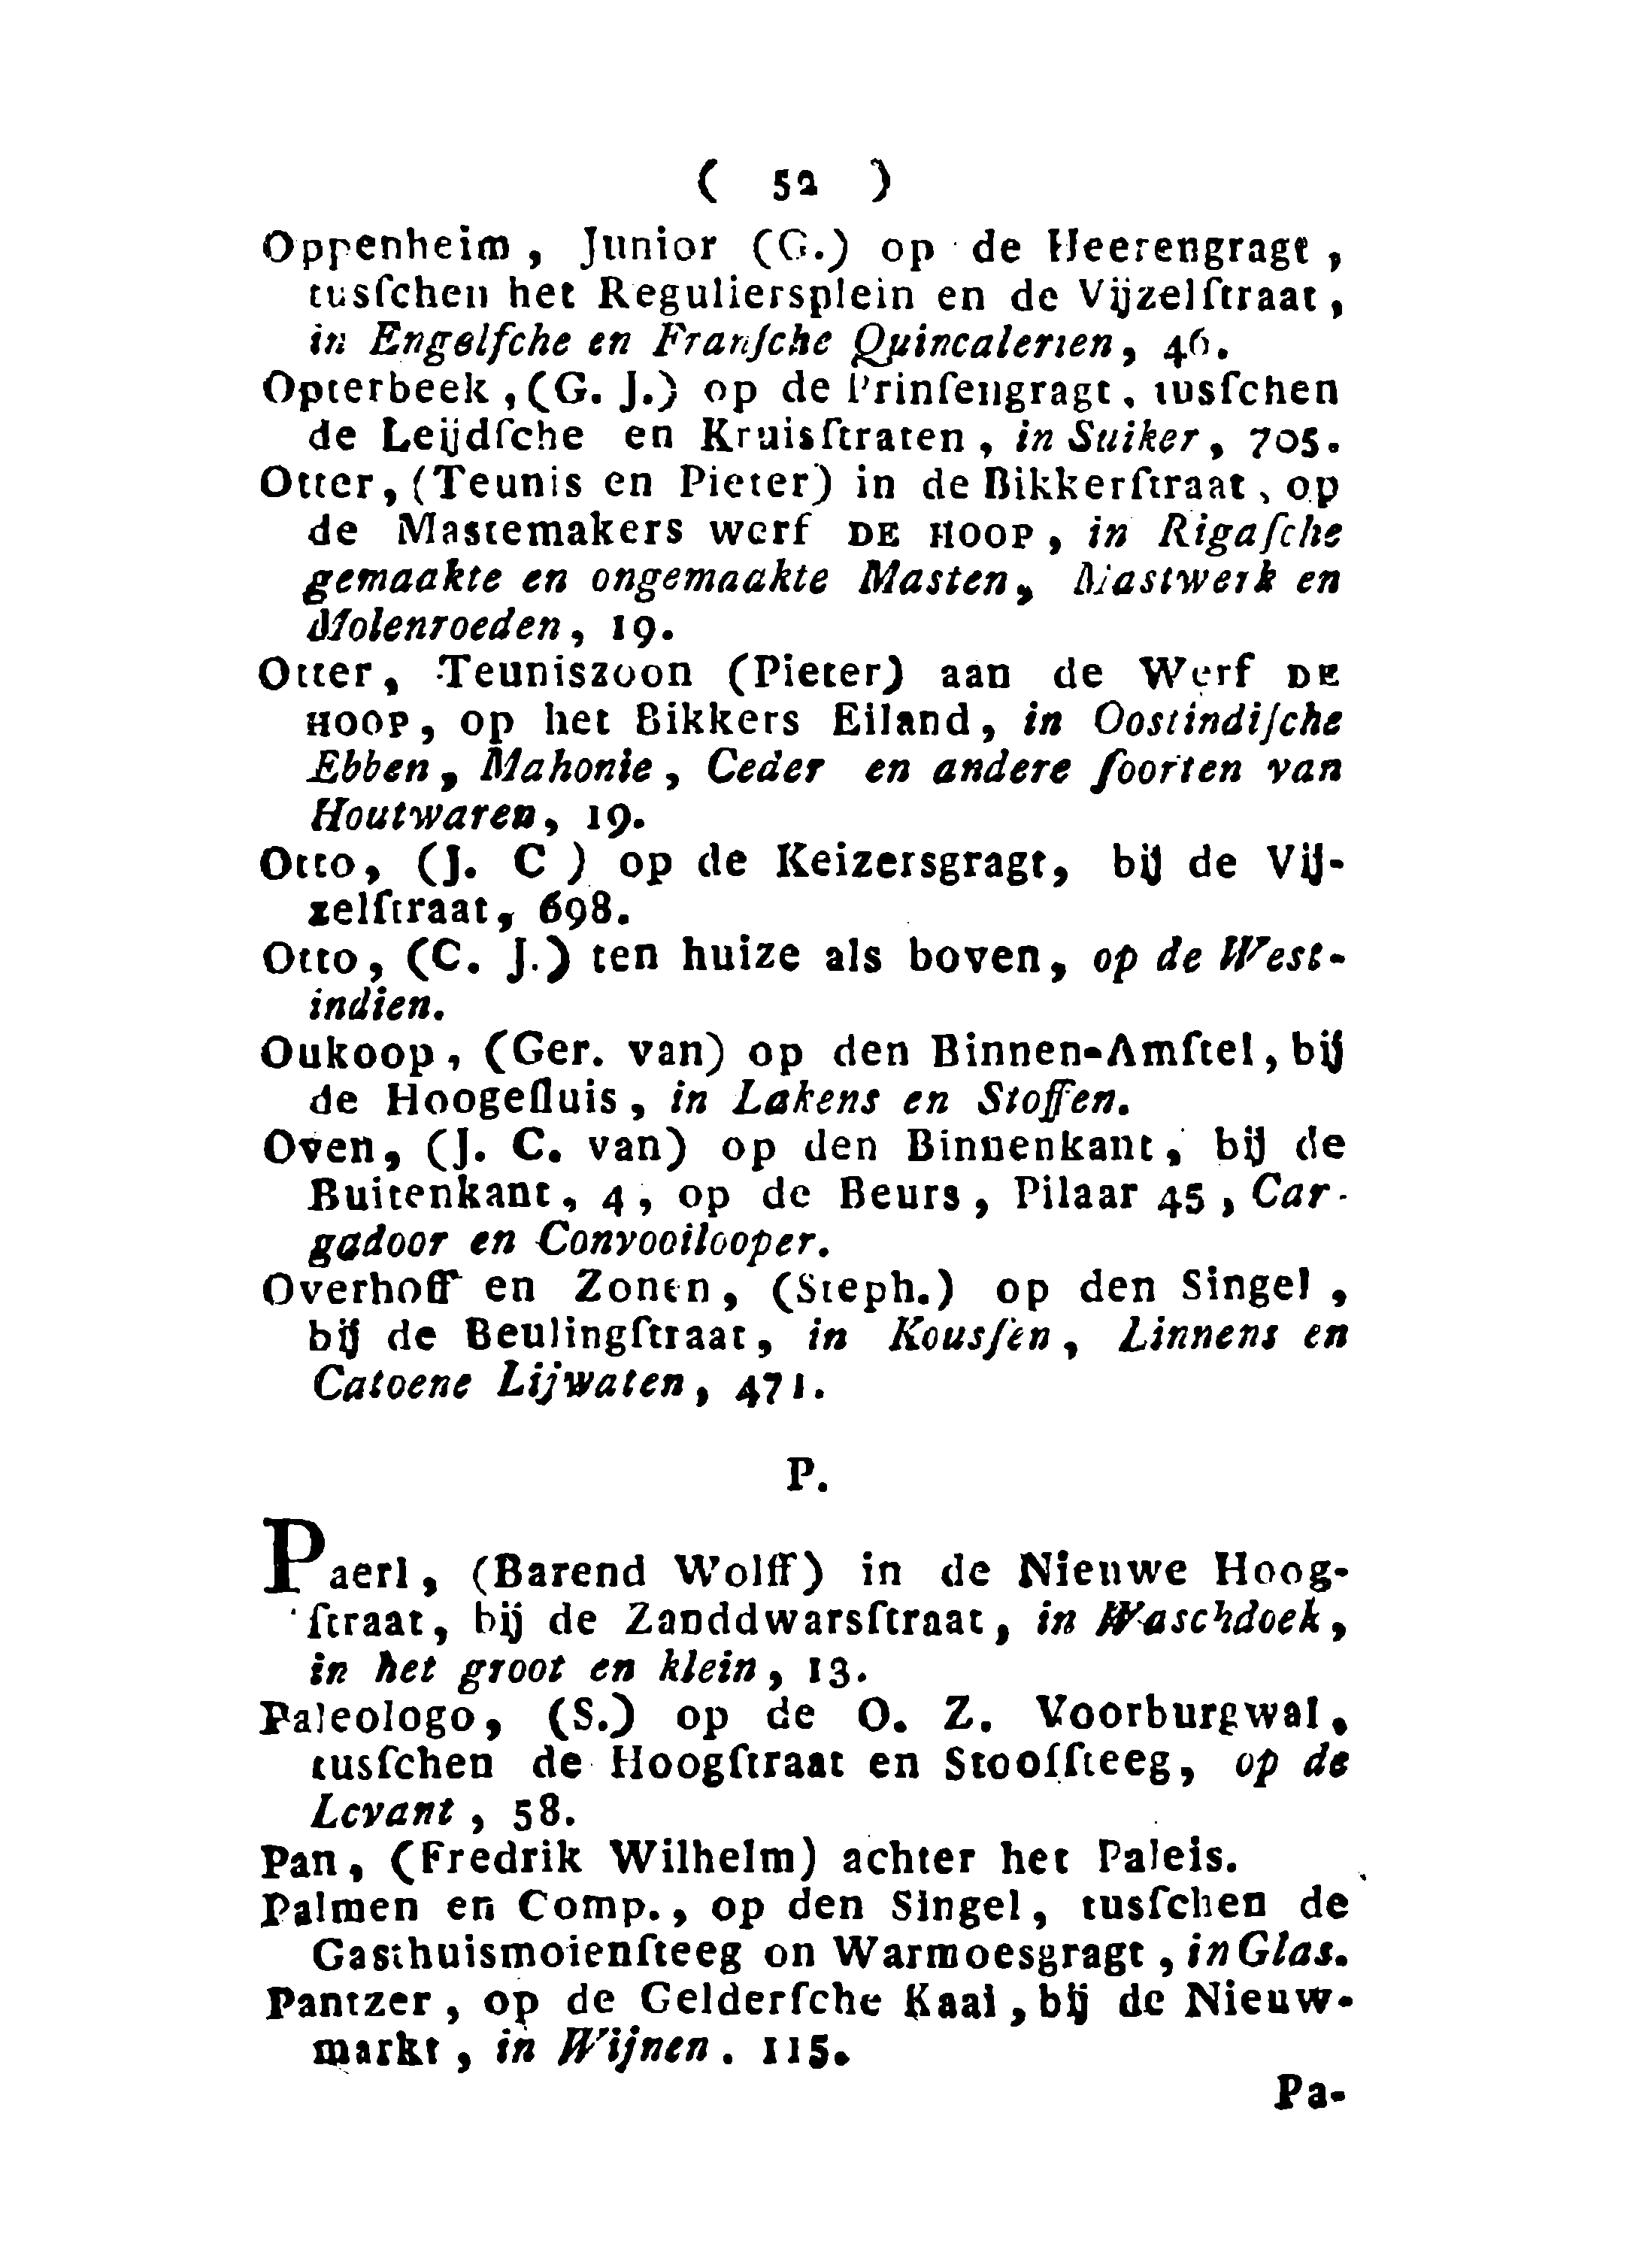 ( 52 )
Oppenheim, Junior (G.) op de Heerengragt,
tusſchen het Reguliersplein en de Vijzelſtraat,
in Engelſche en Franſche Quincalerien, 46.
Opterbeek, (G. J.) op de Prinſengragt, tusſchen
de Leijdſche en Kruisſtraten, in Suiker, 705.
Otter, (Teunis en Pieter) in de Bikkerſtraat, op
de Mastemakers werf DE HOOP, in Rigaſche
gemaakte en ongemaakte Masten, Mastwerk en
Molenroeden, 19.
Otter, Teuniszoon (Pieter) aan de Werf DE
HOOP, op het Bikkers Eiland, in Oostindiſche
Ebben, Mahonie, Ceder en andere ſoorten van
Houtwaren, 19.
Otto, (J. C ) op de Keizersgragt, bij de Vij-
zelſtraat, 698.
Otto, (C. J.) ten huize als boven, op de West-
indien.
Oukoop, (Ger. van) op den Binnen-Amſtel, bij
de Hoogeſluis, in Lakens en Stoffen.
Oven, (J. C. van) op den Binnenkant, bij de
Buitenkant, 4, op de Beurs, Pilaar 45, Car-
gadoor en Convooilooper.
Overhoff en Zonen, (Steph.) op den Singel,
bij de Beulingſtraat, in Kousſen, Linnens en
Catoene Lijwaten, 471.
P.
Paerl, (Barend Wolff) in de Nieuwe Hoog-
ſtraat, bij de Zanddwarsſtraat, in Waschdoek,
in het groot en klein, 13.
Paleologo, (S.) op de O. Z. Voorburgwal,
tusſchen de Hoogſtraat en Stooſſteeg, op de
Levant, 58.
Pan, (Fredrik Wilhelm) achter het Paleis.
Palmen en Comp., op den Singel, tusſchen de
Gasthuismolenſteeg on Warmoesgragt, in Glas.
Pantzer, op de Gelderſche Kaai, bij de Nieuw-
markt, in Wijnen. 115.
Pa-